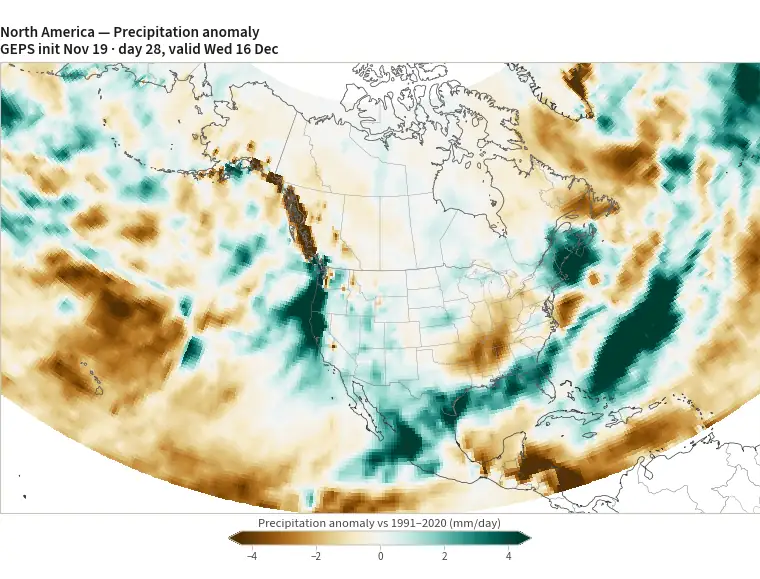 North America — Precipitation anomaly
GEPS init Nov 19 · day 28, valid Wed 16 Dec
Precipitation anomaly vs 1991–2020 (mm/day)
−4 −2 0 2 4